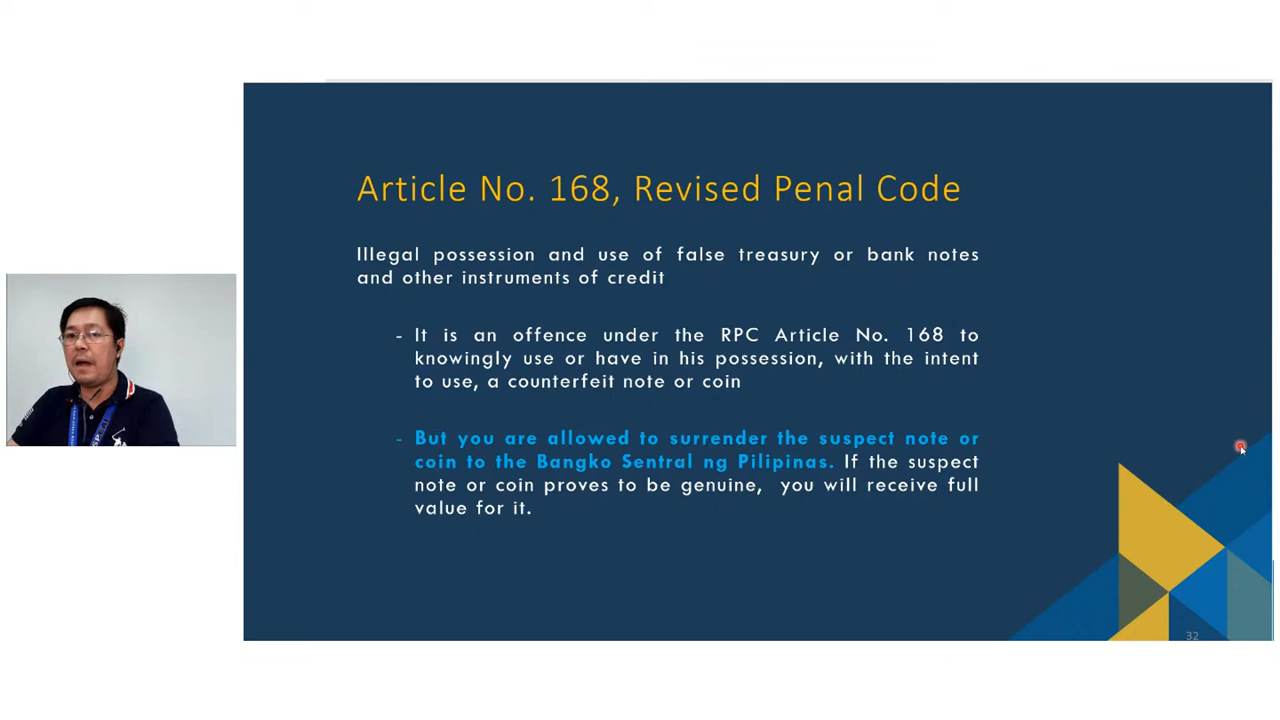 Article No. 168, Revised Penal Code
Illegal possession and use of false treasury or bank notes
and other instruments of credit
- It is an offence under the RPC Article No. 168 to
knowingly use or have in his possession, with the intent
to use, a counterfeit note or coin
- But you are allowed to surrender the suspect note or
coin to the Bangko Sentral ng Pilipinas. If the suspect
note or coin proves to be genuine, you will receive full
value for it.
32